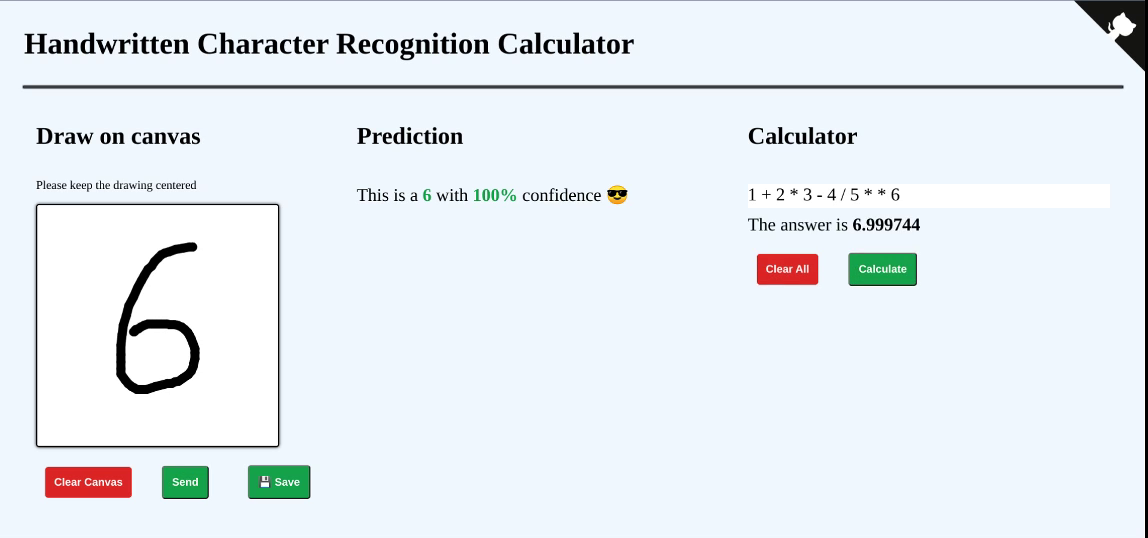 Handwritten Character Recognition Calculator
Draw on canvas
Please keep the drawing centered
6
Clear Canvas
Send
💾 Save
Prediction
This is a 6 with 100% confidence 😎
Calculator
1 + 2 * 3 - 4 / 5 * * 6
The answer is 6.999744
Clear All
Calculate